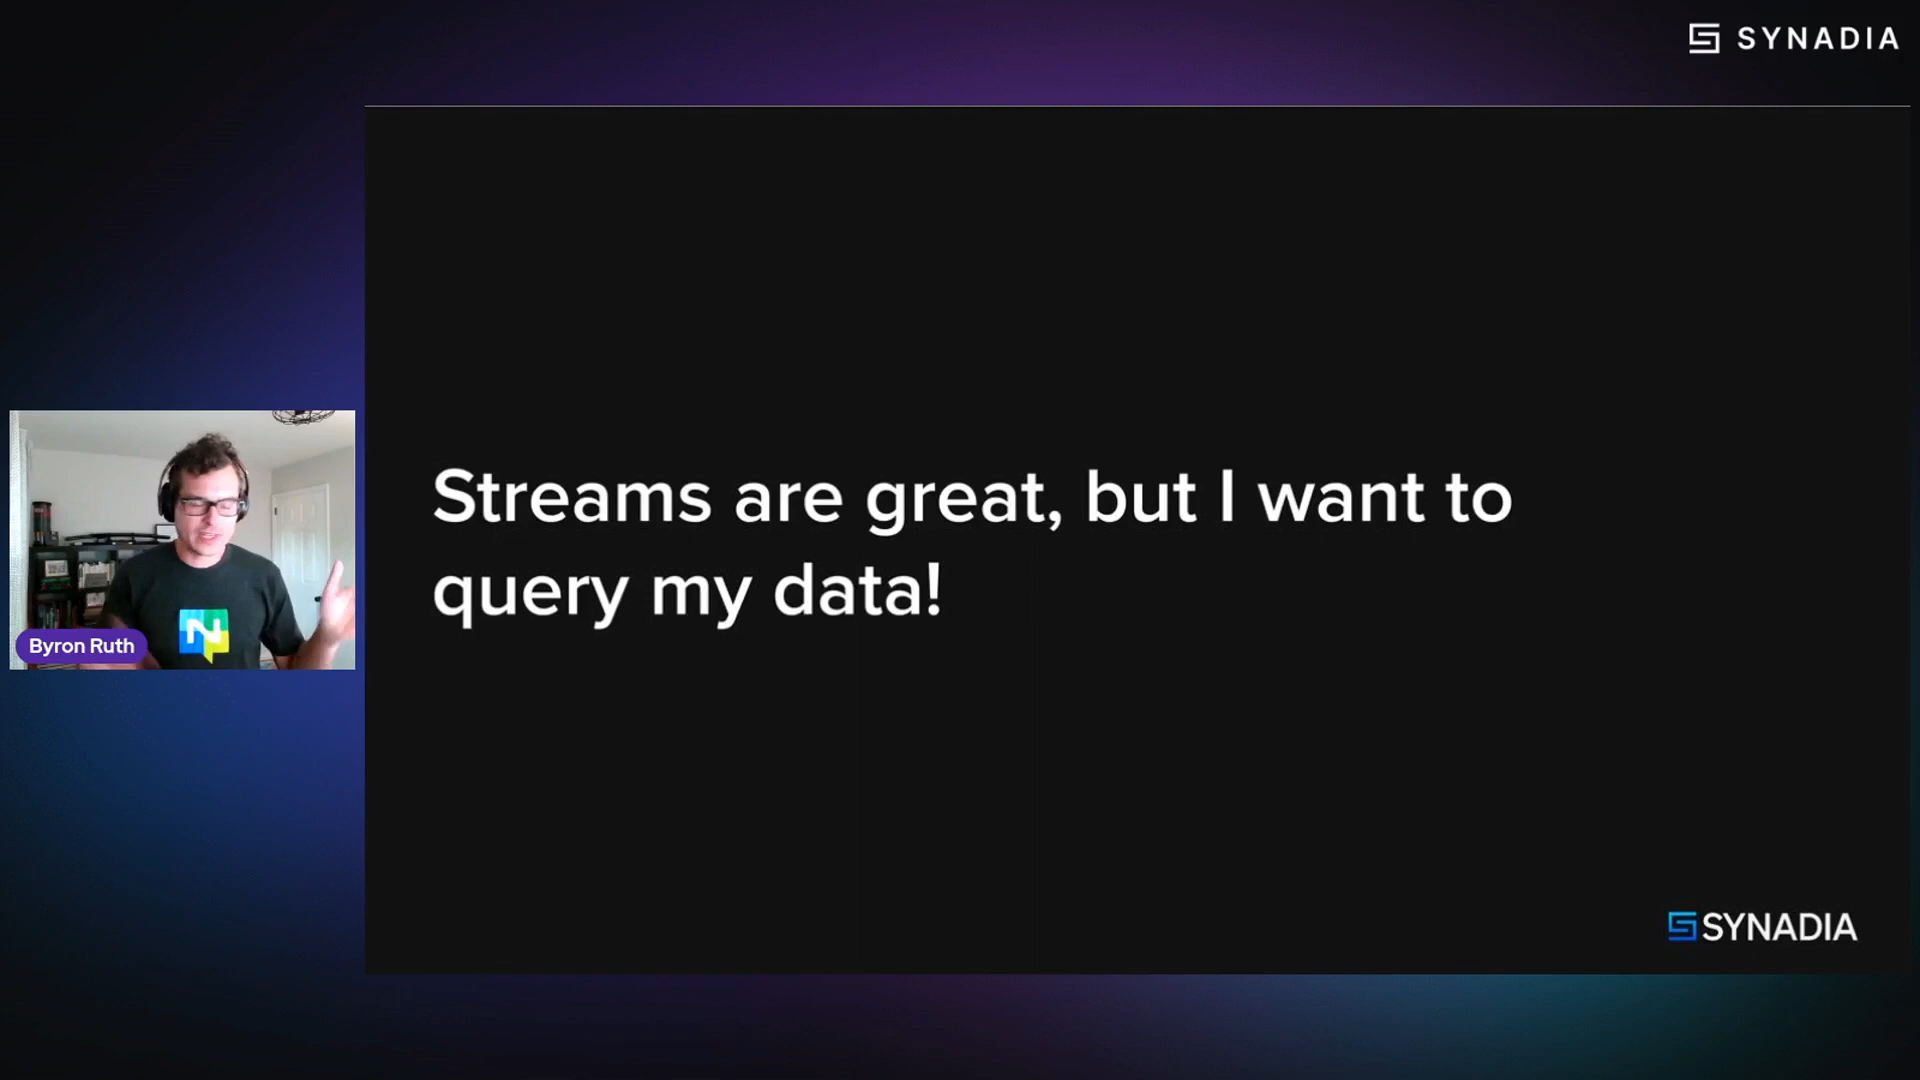 SYNADIA
Streams are great, but I want to
query my data!
Byron Ruth
N
SYNADIA